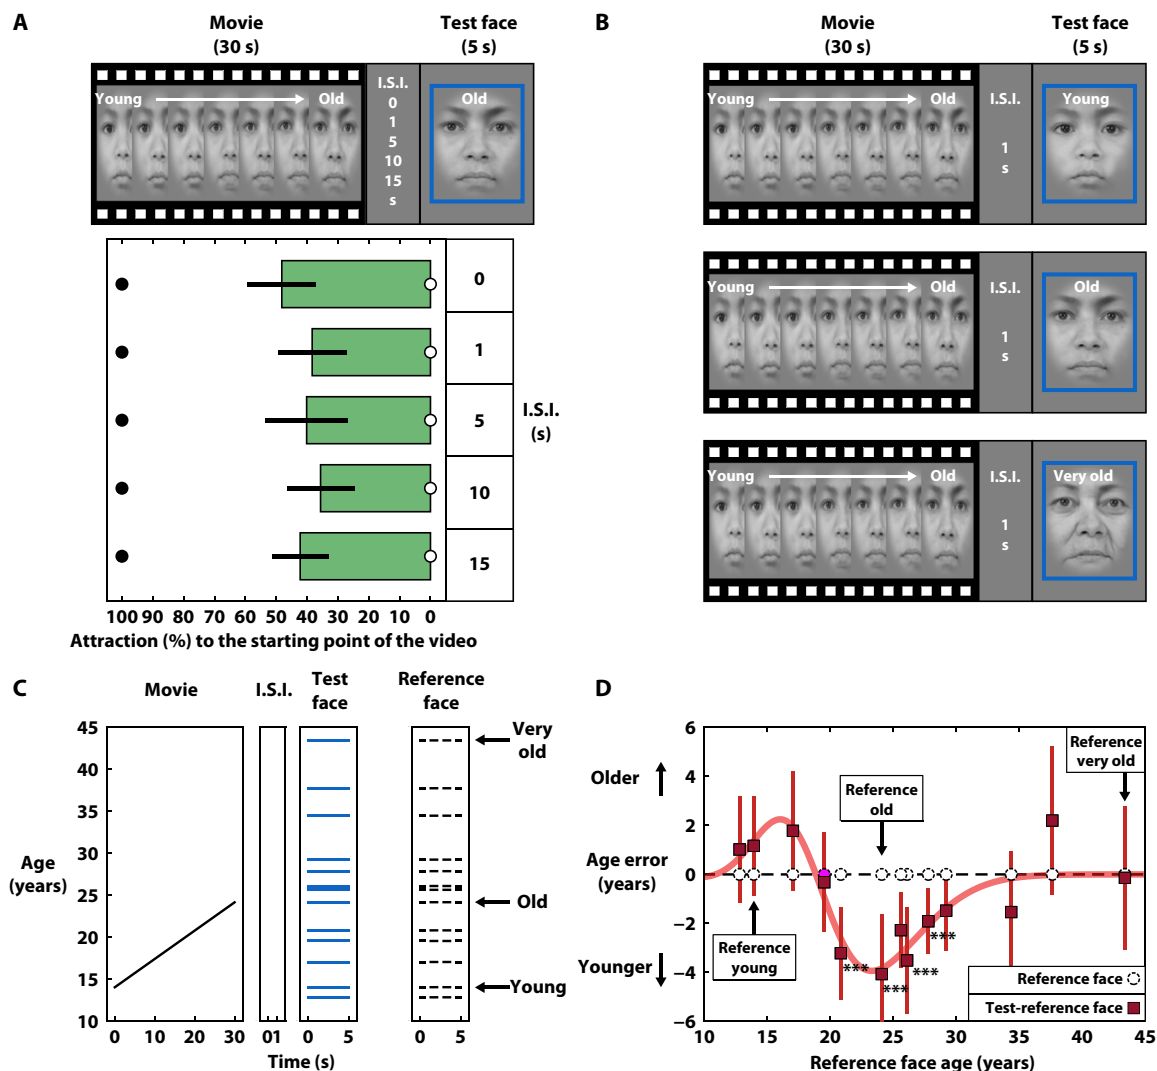 A
Movie
(30 s)
Test face
(5 s)
Young
Old
I.S.I.
0
1
5
10
15
s
Old
0
1
5
10
15
I.S.I.
(s)
100 90 80 70 60 50 40 30 20 10 0
Attraction (%) to the starting point of the video
B
Movie
(30 s)
Test face
(5 s)
Young
Old
I.S.I.
1
s
Young
Young
Old
I.S.I.
1
s
Old
Young
Old
I.S.I.
1
s
Very old
C
Movie
I.S.I.
Test
face
Reference
face
45
40
35
30
25
20
15
10
Age
(years)
0 10 20 30
01
0 5
0 5
Time (s)
Very
old
Old
Young
D
6
4
2
0
−2
−4
−6
Older
Age error
(years)
Younger
Reference
old
Reference
very old
Reference
young
***
***
***
***
Reference face
Test-reference face
10 15 20 25 30 35 40 45
Reference face age (years)